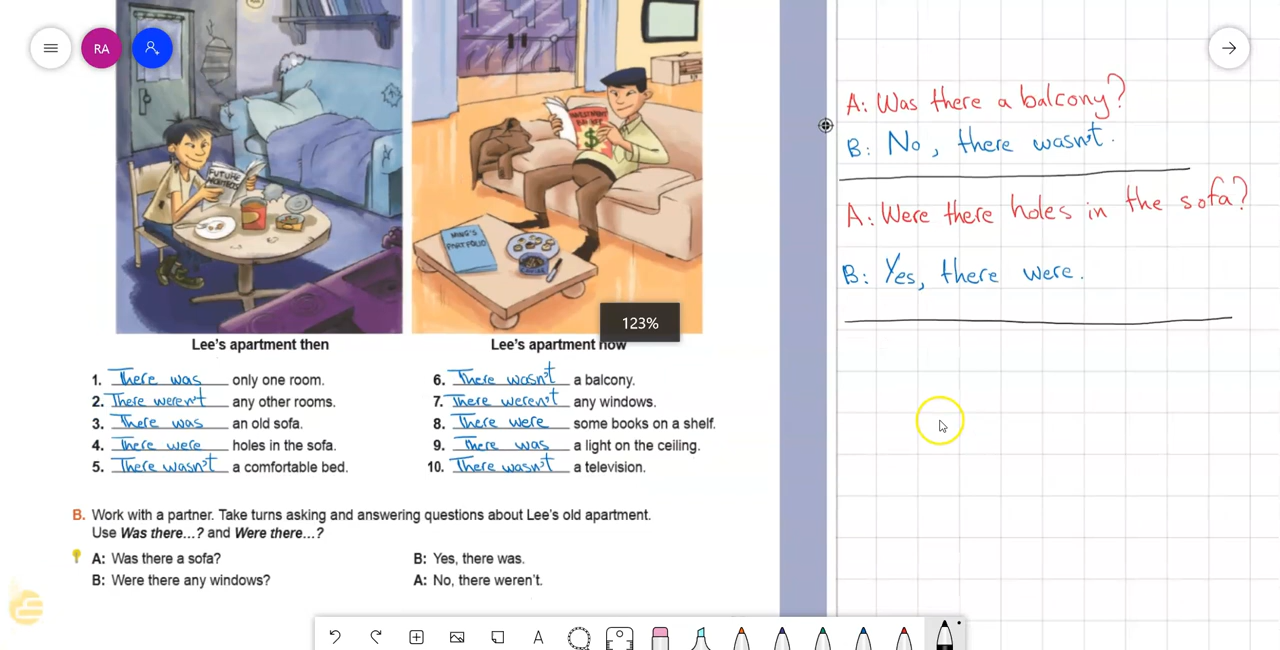 RA
FUTURE
INVESTMENT
$
MING'S
PORTFOLIO
CAVIAR
123%
Lee's apartment then
Lee's apartment now
1. There was only one room.
2. There weren't any other rooms.
3. There was an old sofa.
4. There were holes in the sofa.
5. There wasn't a comfortable bed.
6. There wasn't a balcony.
7. There weren't any windows.
8. There were some books on a shelf.
9. There was a light on the ceiling.
10. There wasn't a television.
B. Work with a partner. Take turns asking and answering questions about Lee's old apartment.
Use Was there...? and Were there...?
A: Was there a sofa? B: Yes, there was.
B: Were there any windows? A: No, there weren't.
A: Was there a balcony?
B: No, there wasn't.
A: Were there holes in the sofa?
B: Yes, there were.
A